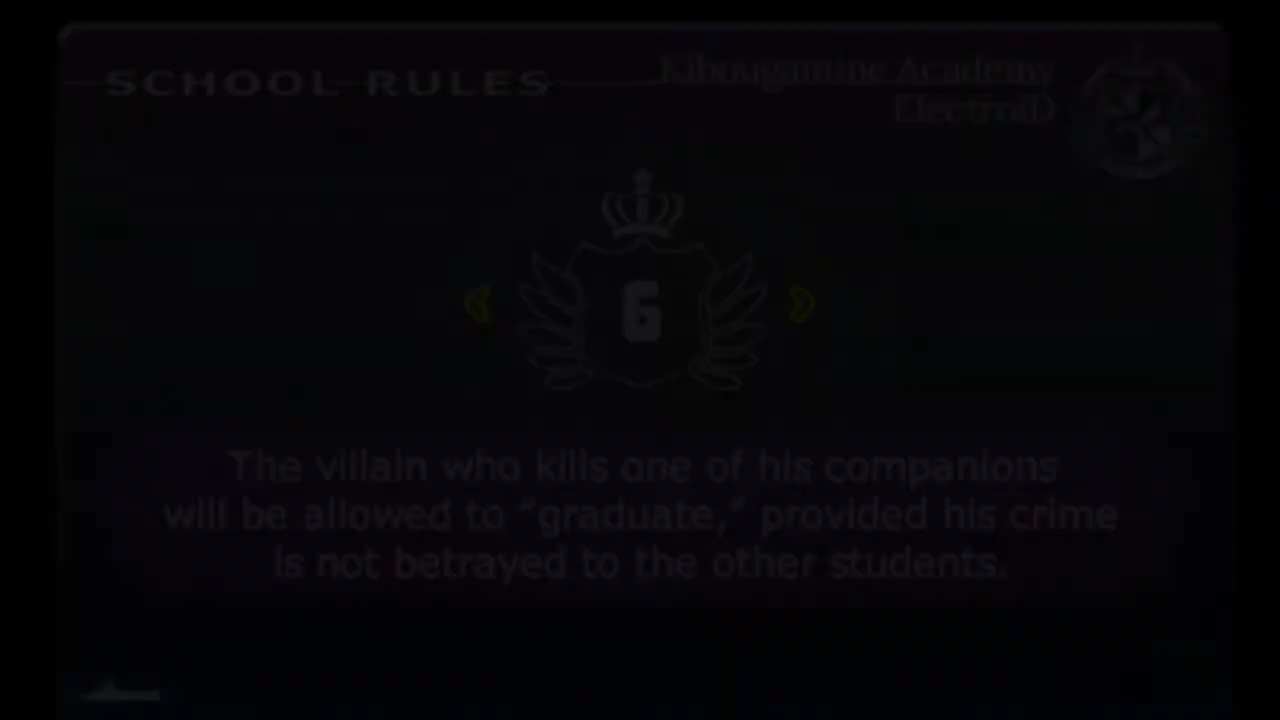 SCHOOL RULES
Kibougamine Academy
ElectroID
6
The villain who kills one of his companions
will be allowed to "graduate," provided his crime
is not betrayed to the other students.